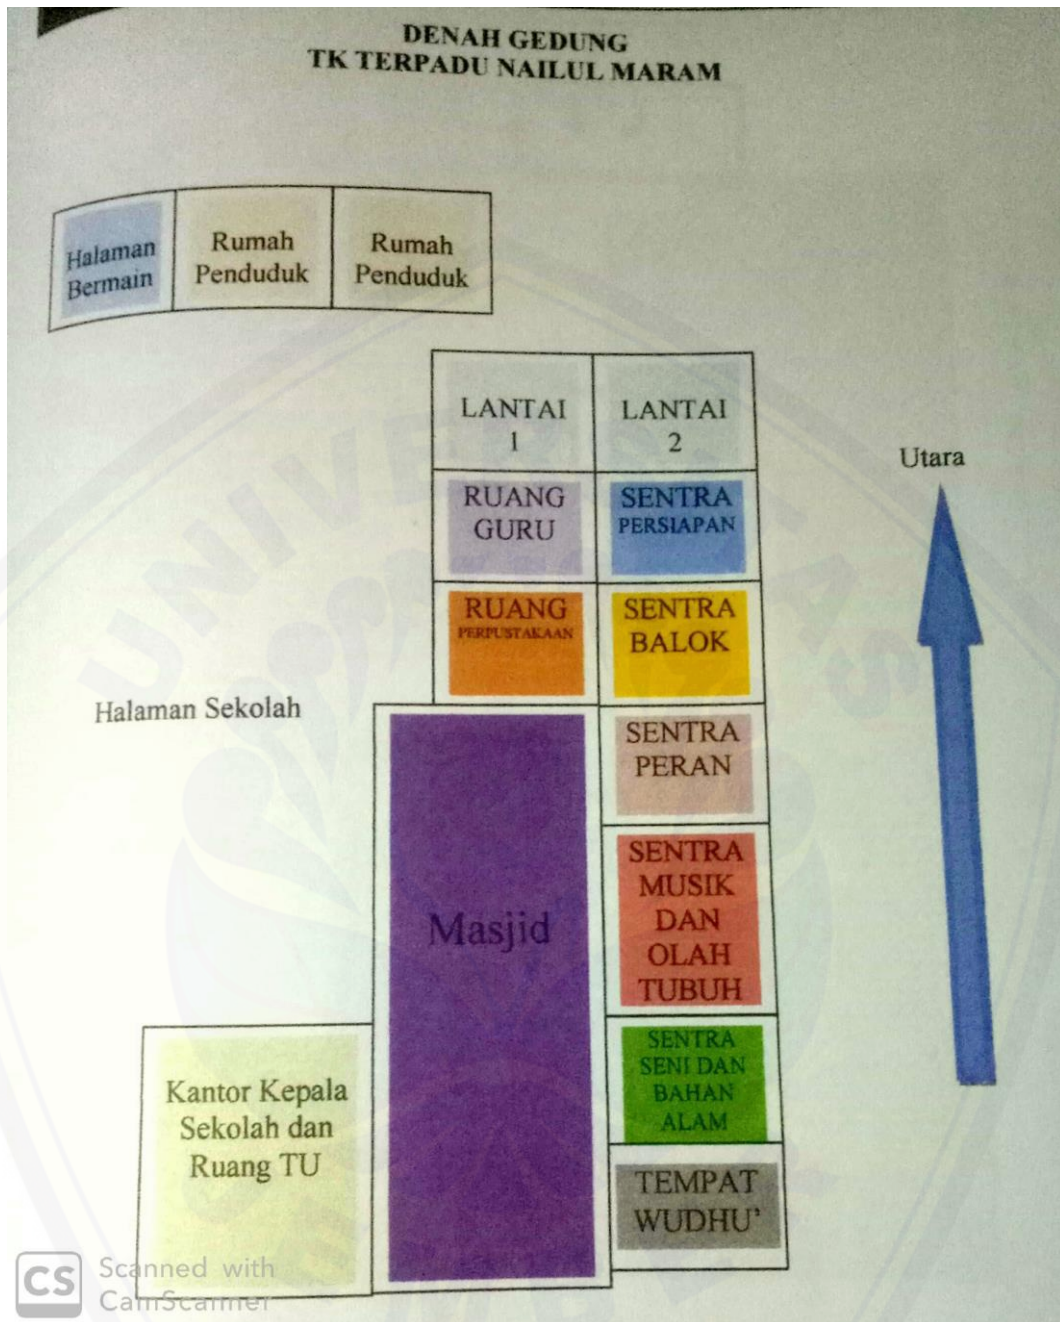 DENAH GEDUNG
TK TERPADU NAILUL MARAM
Halaman
Bermain
Rumah
Penduduk
Rumah
Penduduk
LANTAI
1
LANTAI
2
Utara
RUANG
GURU
SENTRA
PERSIAPAN
RUANG
PERPUSTAKAAN
SENTRA
BALOK
Halaman Sekolah
SENTRA
PERAN
Masjid
SENTRA
MUSIK
DAN
OLAH
TUBUH
Kantor Kepala
Sekolah dan
Ruang TU
SENTRA
SENI DAN
BAHAN
ALAM
TEMPAT
WUDHU'
UNIVERSITAS
CS
Scanned with
CamScanner